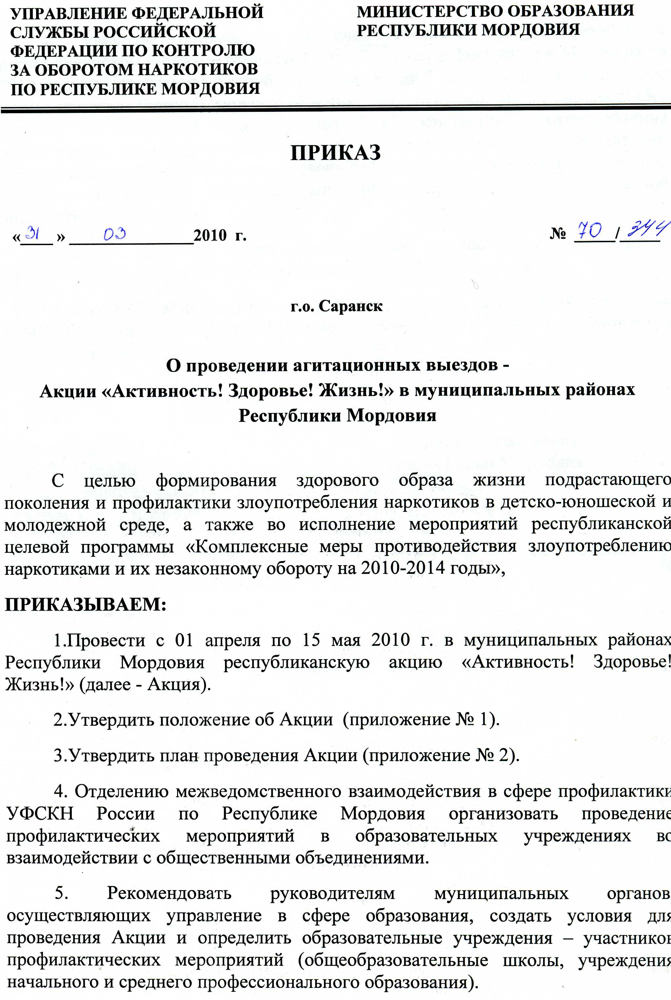 УПРАВЛЕНИЕ ФЕДЕРАЛЬНОЙ
СЛУЖБЫ РОССИЙСКОЙ
ФЕДЕРАЦИИ ПО КОНТРОЛЮ
ЗА ОБОРОТОМ НАРКОТИКОВ
ПО РЕСПУБЛИКЕ МОРДОВИЯ
МИНИСТЕРСТВО ОБРАЗОВАНИЯ
РЕСПУБЛИКИ МОРДОВИЯ
ПРИКАЗ
«31» 03 2010 г.
№ 70/344
г.о. Саранск
О проведении агитационных выездов -
Акции «Активность! Здоровье! Жизнь!» в муниципальных районах
Республики Мордовия
С целью формирования здорового образа жизни подрастающего
поколения и профилактики злоупотребления наркотиков в детско-юношеской и
молодежной среде, а также во исполнение мероприятий республиканской
целевой программы «Комплексные меры противодействия злоупотреблению
наркотиками и их незаконному обороту на 2010-2014 годы»,
ПРИКАЗЫВАЕМ:
1.Провести с 01 апреля по 15 мая 2010 г. в муниципальных районах
Республики Мордовия республиканскую акцию «Активность! Здоровье!
Жизнь!» (далее - Акция).
2.Утвердить положение об Акции (приложение № 1).
3.Утвердить план проведения Акции (приложение № 2).
4. Отделению межведомственного взаимодействия в сфере профилактики
УФСКН России по Республике Мордовия организовать проведение
профилактических мероприятий в образовательных учреждениях во
взаимодействии с общественными объединениями.
5. Рекомендовать руководителям муниципальных органов
осуществляющих управление в сфере образования, создать условия для
проведения Акции и определить образовательные учреждения – участников
профилактических мероприятий (общеобразовательные школы, учреждения
начального и среднего профессионального образования).